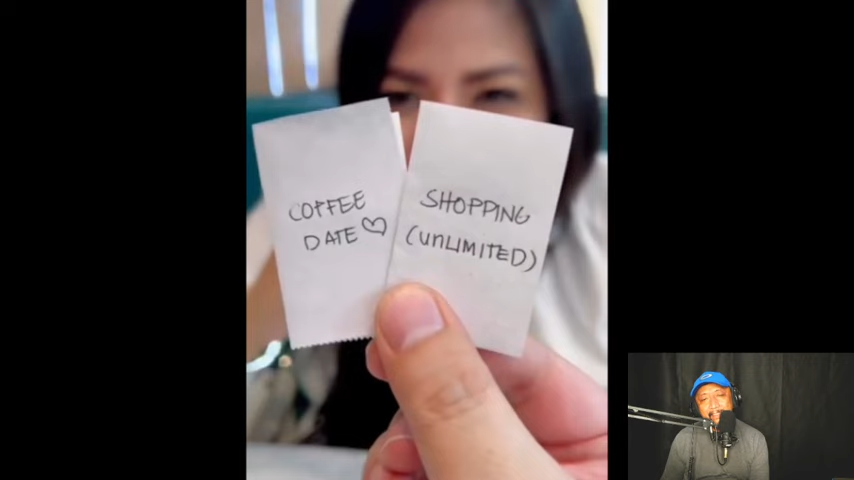 COFFEE
DATE ♡
SHOPPING
(UNLIMITED)